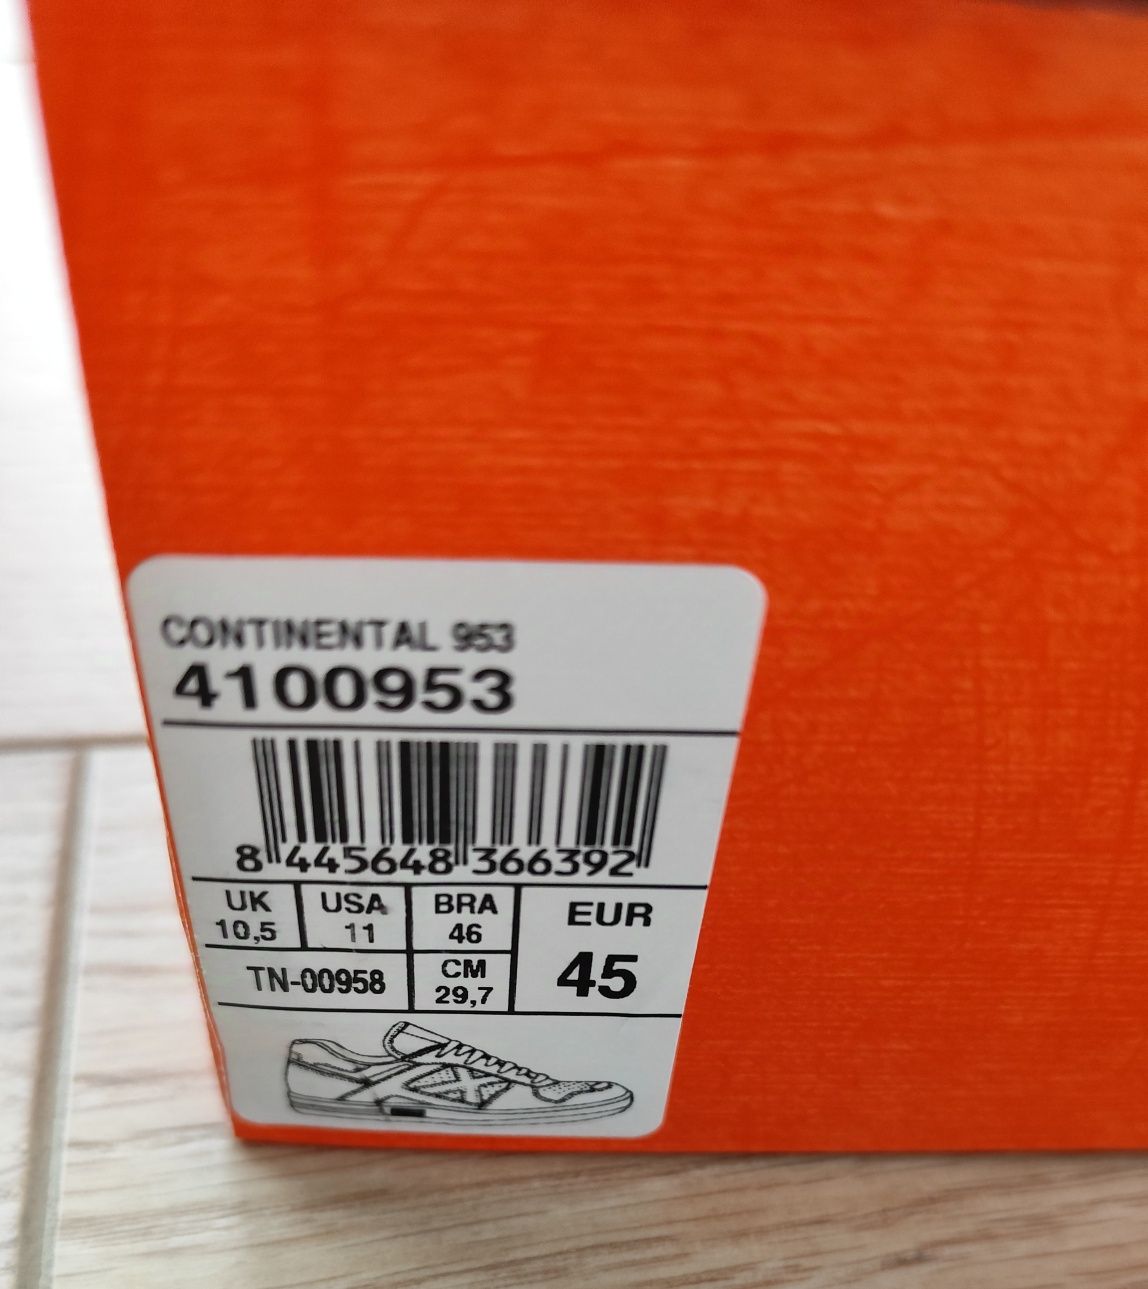 CONTINENTAL 953
4100953
8 445648 366392
UK USA BRA EUR
10,5 11 46 45
TN-00958 CM
29,7